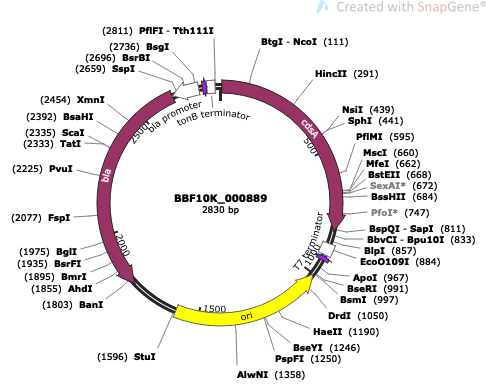 Created with SnapGene®
(2811) PflFI - Tth111I
(2736) BsgI
(2696) BsrBI
(2659) SspI
BtgI - NcoI (111)
HincII (291)
bla promoter
tonB terminator
(2454) XmnI
(2392) BsaHI
(2335) ScaI
(2333) TatI
(2225) PvuI
(2077) FspI
(1975) BglI
(1935) BsrFI
(1895) BmrI
(1855) AhdI
(1803) BanI
(1596) StuI
NsiI (439)
SphI (441)
PflMI (595)
MscI (660)
MfeI (662)
BstEII (668)
SexAI* (672)
BssHII (684)
PfoI* (747)
BspQI - SapI (811)
BbvCI - Bpu10I (833)
BlpI (857)
EcoO109I (884)
ApoI (967)
BseRI (991)
BsmI (997)
DrdI (1050)
HaeII (1190)
BseYI (1246)
PspFI (1250)
AlwNI (1358)
cdsA
bla
ori
T7 terminator
500
1000
1500
2000
2500
BBF10K_000889
2830 bp